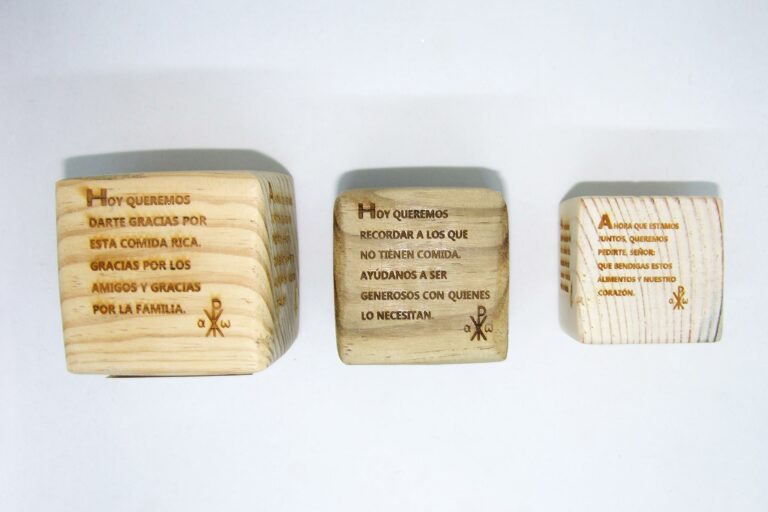 HOY QUEREMOS
DARTE GRACIAS POR
ESTA COMIDA RICA.
GRACIAS POR LOS
AMIGOS Y GRACIAS
POR LA FAMILIA.
α ☧ ω
HOY QUEREMOS
RECORDAR A LOS QUE
NO TIENEN COMIDA.
AYÚDANOS A SER
GENEROSOS CON QUIENES
LO NECESITAN.
α ☧ ω
AHORA QUE ESTAMOS
JUNTOS, QUEREMOS
PEDIRTE, SEÑOR:
QUE BENDIGAS ESTOS
ALIMENTOS Y NUESTRO
CORAZÓN.
α ☧ ω